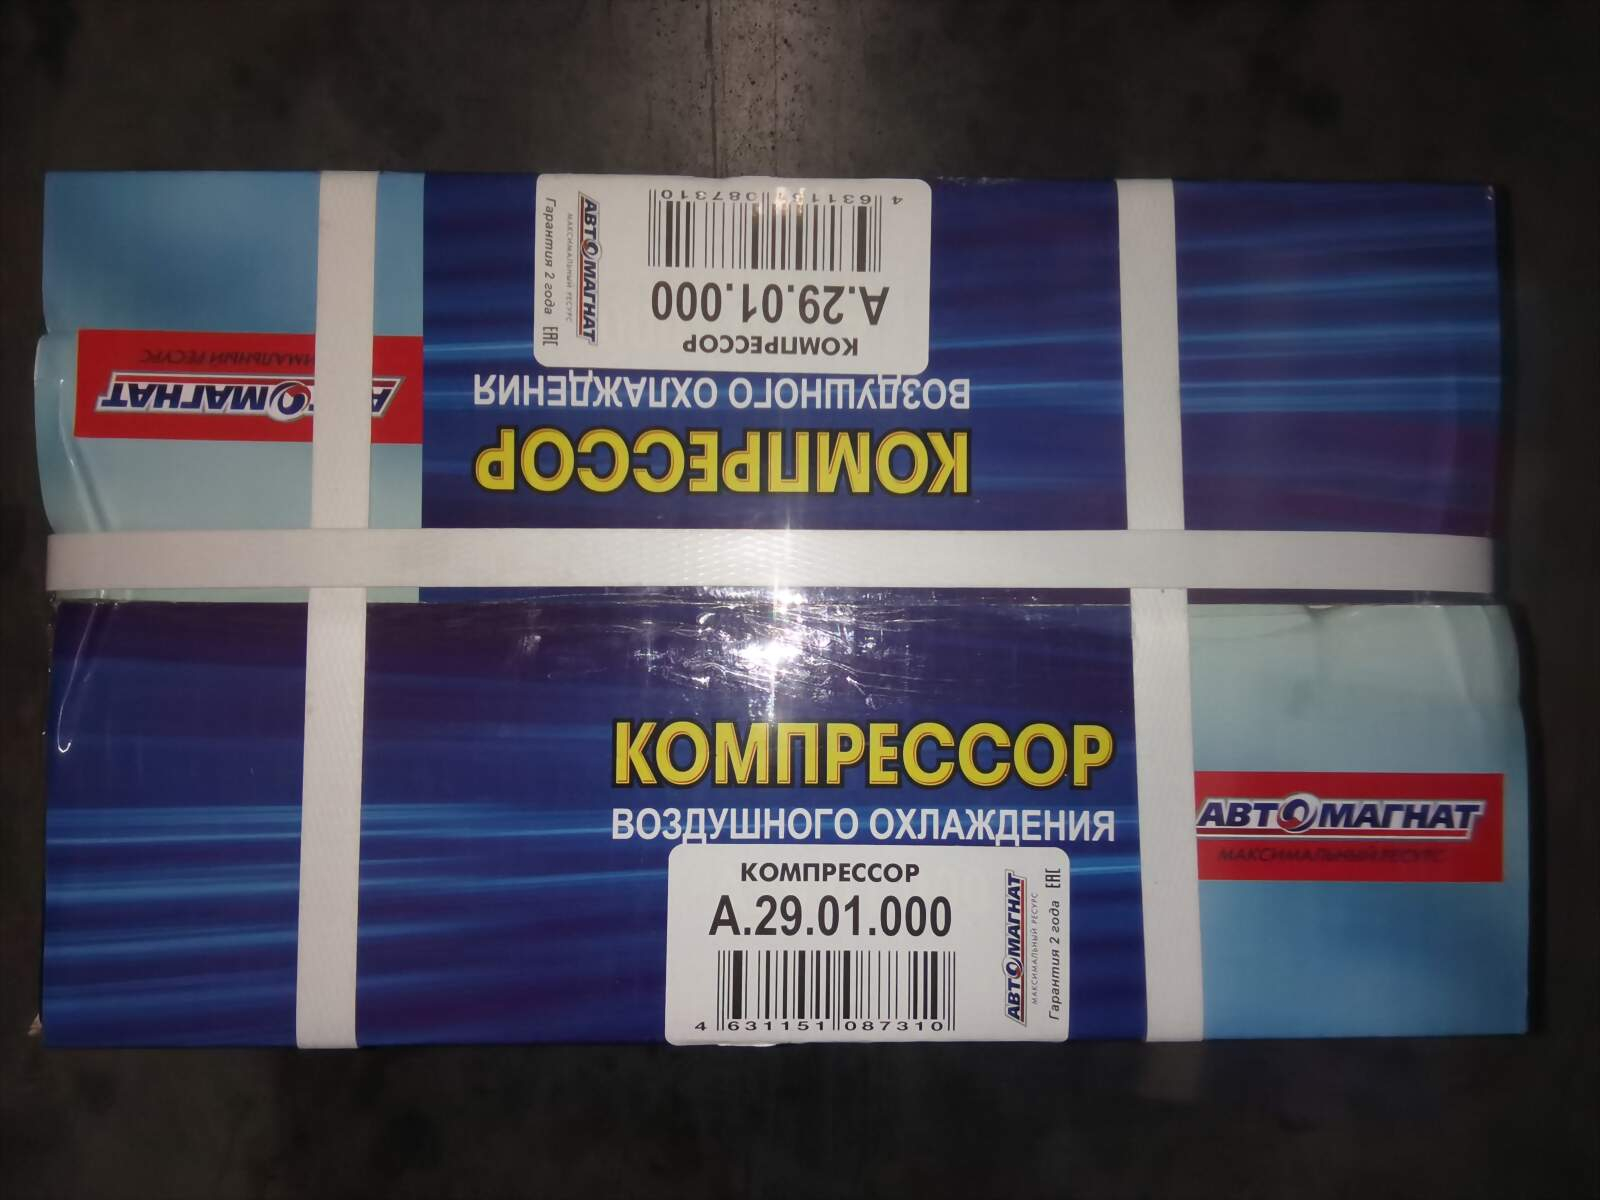 4 631151 087310
А.29.01.000
КОМПРЕССОР
АВТОМАГНАТ
МАКСИМАЛЬНЫЙ РЕСУРС
Гарантия 2 года EAC
ВОЗДУШНОГО ОХЛАЖДЕНИЯ
КОМПРЕССОР
АВТОМАГНАТ
РЕСУРС
КОМПРЕССОР
ВОЗДУШНОГО ОХЛАЖДЕНИЯ
АВТОМАГНАТ
МАКСИМАЛЬНЫЙ РЕСУРС
КОМПРЕССОР
А.29.01.000
4 631151 087310
АВТОМАГНАТ
МАКСИМАЛЬНЫЙ РЕСУРС
Гарантия 2 года EAC